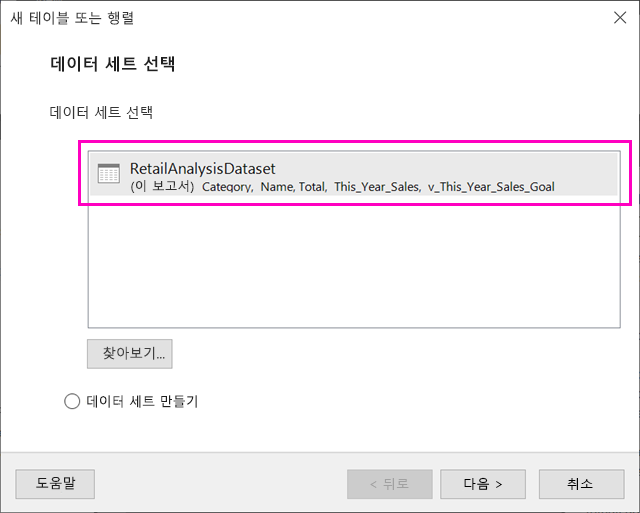 새 테이블 또는 행렬
데이터 세트 선택
데이터 세트 선택
RetailAnalysisDataset
(이 보고서) Category, Name, Total, This_Year_Sales, v_This_Year_Sales_Goal
찾아보기...
데이터 세트 만들기
도움말
< 뒤로
다음 >
취소